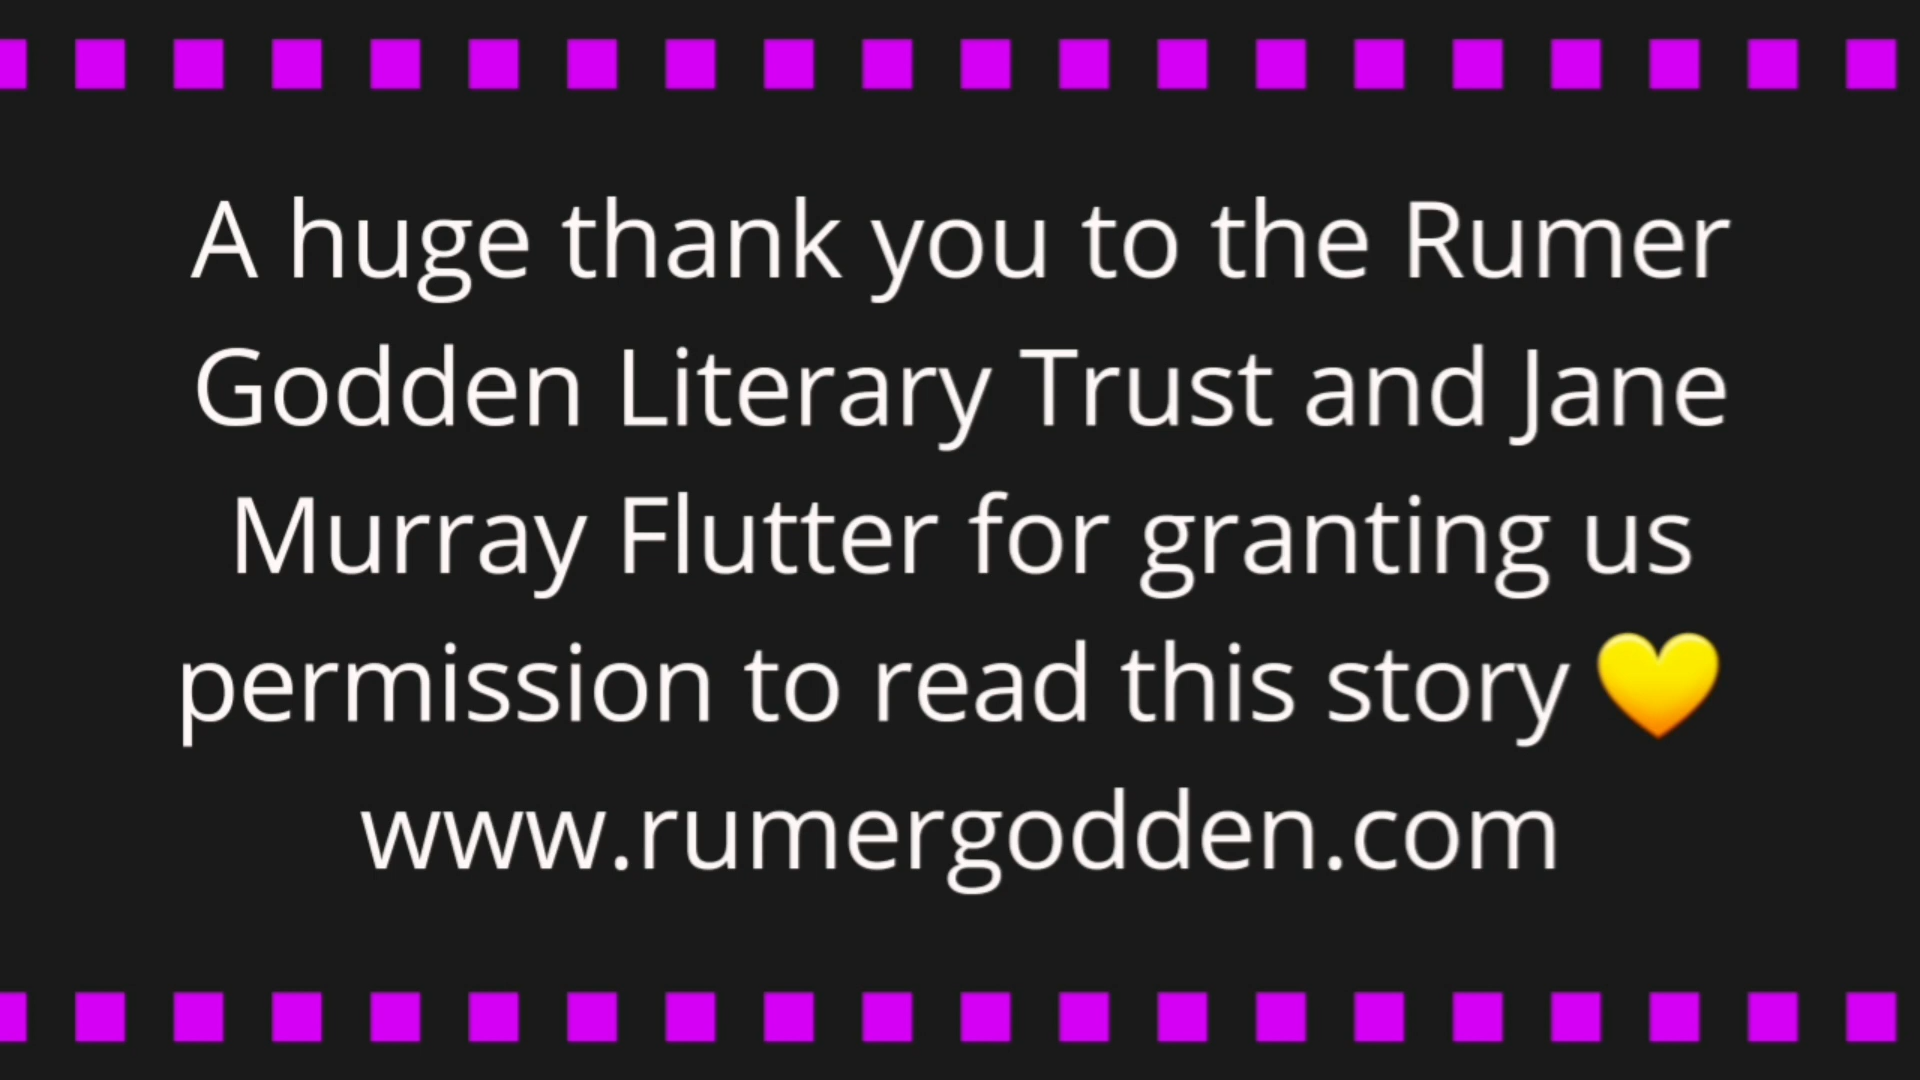 A huge thank you to the Rumer
Godden Literary Trust and Jane
Murray Flutter for granting us
permission to read this story 💛
www.rumergodden.com